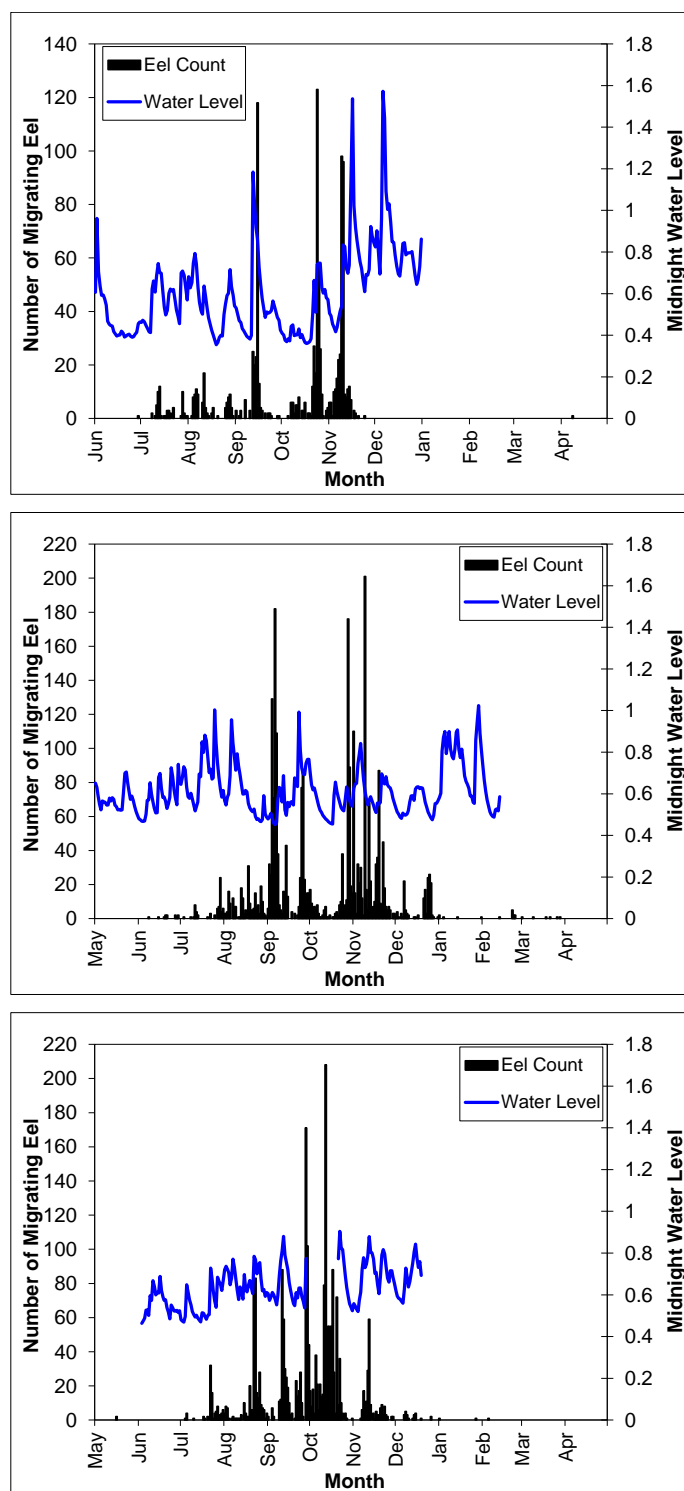 140
120
100
80
60
40
20
0
Number of Migrating Eel
Eel Count
Water Level
1.8
1.6
1.4
1.2
1
0.8
0.6
0.4
0.2
0
Midnight Water Level
Jun
Jul
Aug
Sep
Oct
Nov
Dec
Jan
Feb
Mar
Apr
Month
220
200
180
160
140
120
100
80
60
40
20
0
Number of Migrating Eel
Eel Count
Water Level
1.8
1.6
1.4
1.2
1
0.8
0.6
0.4
0.2
0
Midnight Water Level
May
Jun
Jul
Aug
Sep
Oct
Nov
Dec
Jan
Feb
Mar
Apr
Month
220
200
180
160
140
120
100
80
60
40
20
0
Number of Migrating Eel
Eel Count
Water Level
1.8
1.6
1.4
1.2
1
0.8
0.6
0.4
0.2
0
Midnight Water Level
May
Jun
Jul
Aug
Sep
Oct
Nov
Dec
Jan
Feb
Mar
Apr
Month